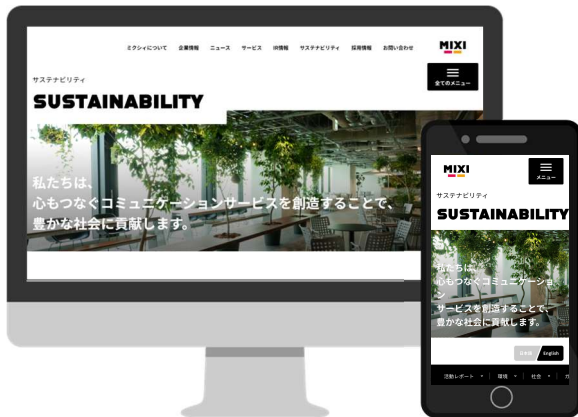 ミクシィについて 企業情報 ニュース サービス IR情報 サステナビリティ 採用情報 お問い合わせ
MIXI
全てのメニュー
サステナビリティ
SUSTAINABILITY
私たちは、
心もつなぐコミュニケーションサービスを創造することで、
豊かな社会に貢献します。
MIXI
メニュー
サステナビリティ
SUSTAINABILITY
私たちは、
心もつなぐコミュニケーショ
ン
サービスを創造することで、
豊かな社会に貢献します。
日本語 English
活動レポート 環境 社会 ガ